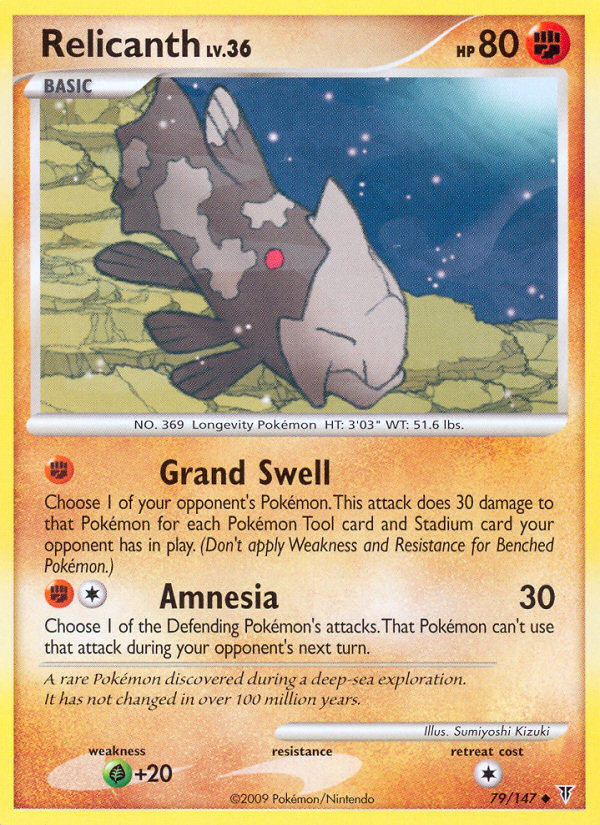 Relicanth LV.36
HP 80
BASIC
NO. 369 Longevity Pokémon HT: 3'03" WT: 51.6 lbs.
Grand Swell
Choose 1 of your opponent's Pokémon. This attack does 30 damage to
that Pokémon for each Pokémon Tool card and Stadium card your
opponent has in play. (Don't apply Weakness and Resistance for Benched
Pokémon.)
Amnesia 30
Choose 1 of the Defending Pokémon's attacks. That Pokémon can't use
that attack during your opponent's next turn.
A rare Pokémon discovered during a deep-sea exploration.
It has not changed in over 100 million years.
Illus. Sumiyoshi Kizuki
weakness resistance retreat cost
+20
©2009 Pokémon/Nintendo 79/147